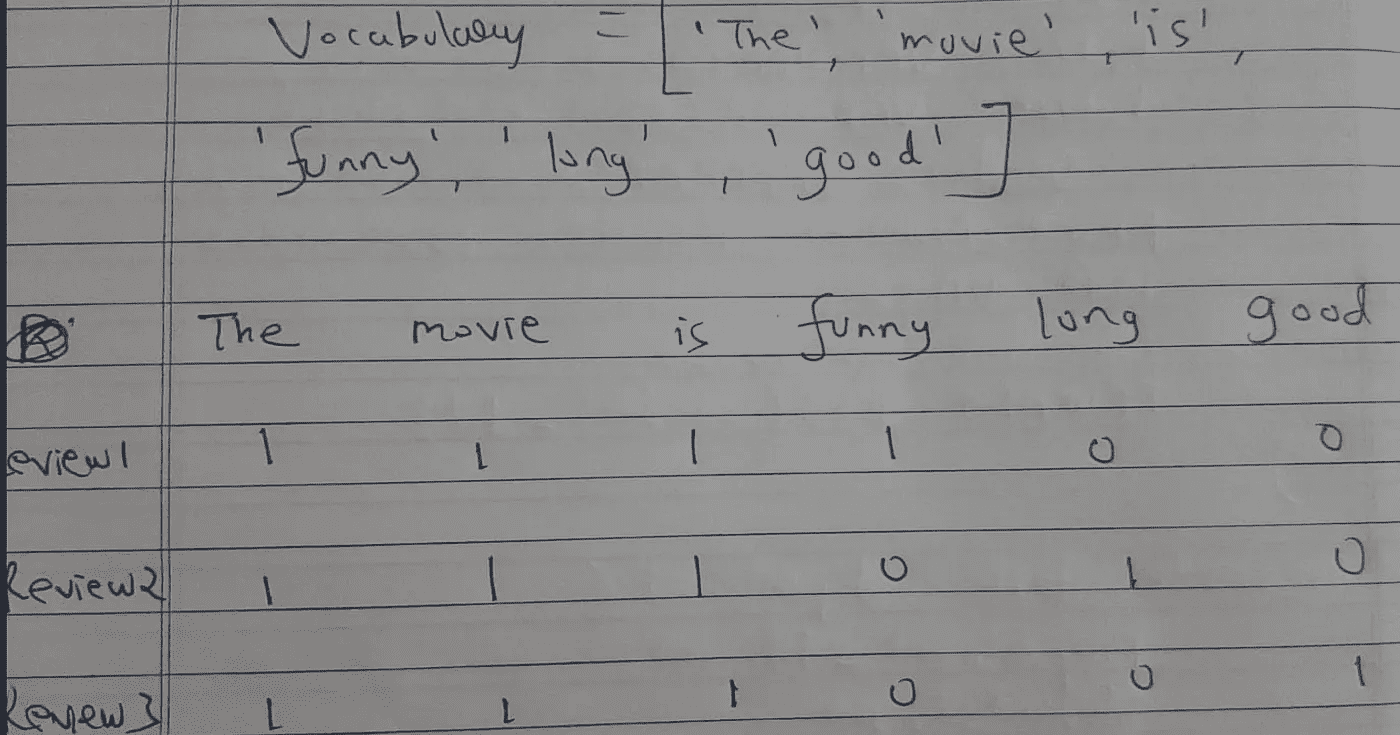 Vocabulary = ['The', 'movie', 'is',
'funny', 'long', 'good']
The movie is funny long good
eview1 1 1 1 1 0 0
Review2 1 1 1 0 1 0
Review3 1 1 1 0 0 1